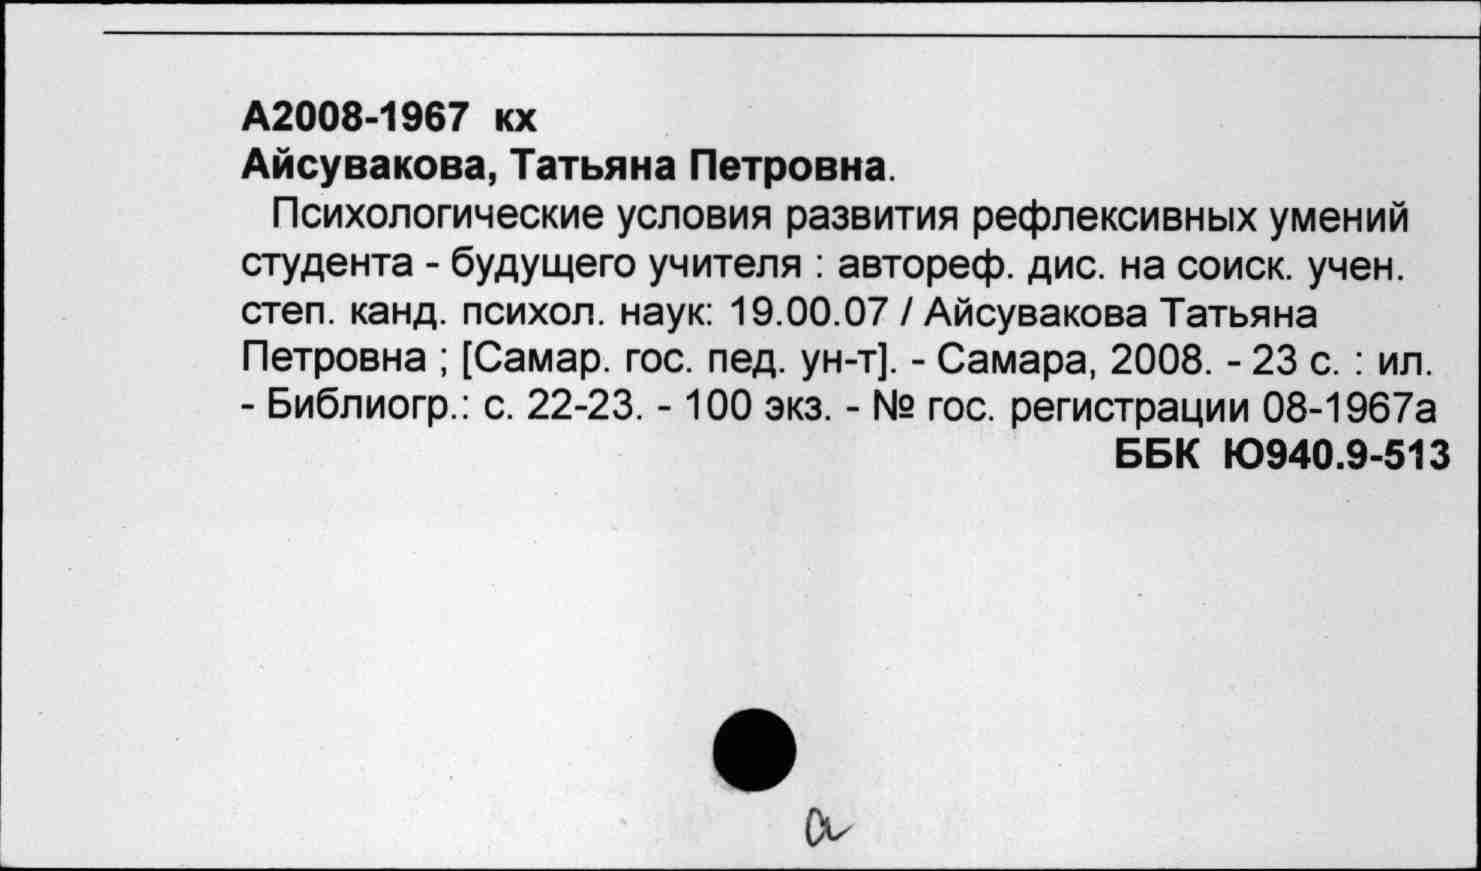 А2008-1967 кх
Айсувакова, Татьяна Петровна.
Психологические условия развития рефлексивных умений
студента - будущего учителя : автореф. дис. на соиск. учен.
степ. канд. психол. наук: 19.00.07 / Айсувакова Татьяна
Петровна ; [Самар. гос. пед. ун-т]. - Самара, 2008. - 23 с. : ил.
- Библиогр.: с. 22-23. - 100 экз. - № гос. регистрации 08-1967а
ББК Ю940.9-513
а